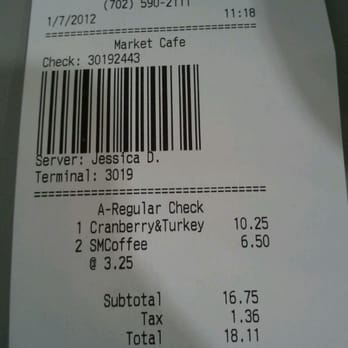 (702) 590-2111
1/7/2012 11:18
Market Cafe
Check: 30192443
Server: Jessica D.
Terminal: 3019
A-Regular Check
1 Cranberry&Turkey 10.25
2 SMCoffee 6.50
@ 3.25
Subtotal 16.75
Tax 1.36
Total 18.11